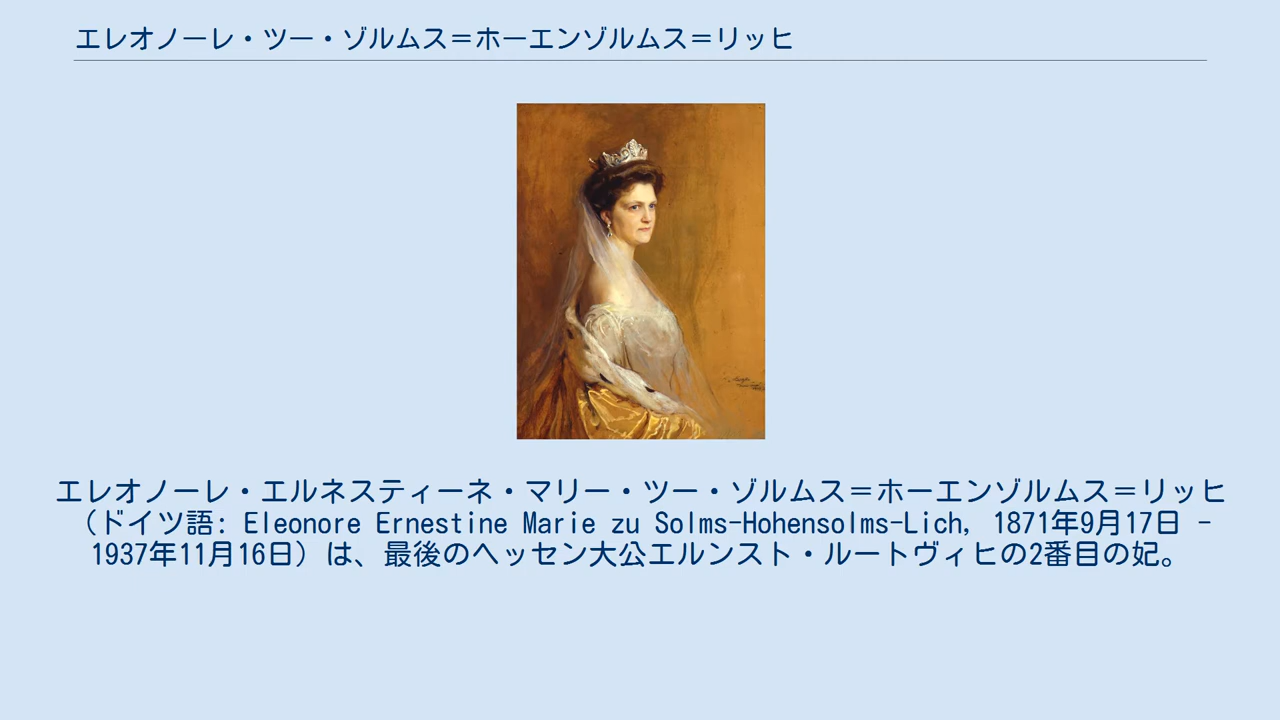 エレオノーレ・ツー・ゾルムス＝ホーエンゾルムス＝リッヒ
エレオノーレ・エルネスティーネ・マリー・ツー・ゾルムス＝ホーエンゾルムス＝リッヒ
（ドイツ語: Eleonore Ernestine Marie zu Solms-Hohensolms-Lich, 1871年9月17日 -
1937年11月16日）は、最後のヘッセン大公エルンスト・ルートヴィヒの2番目の妃。